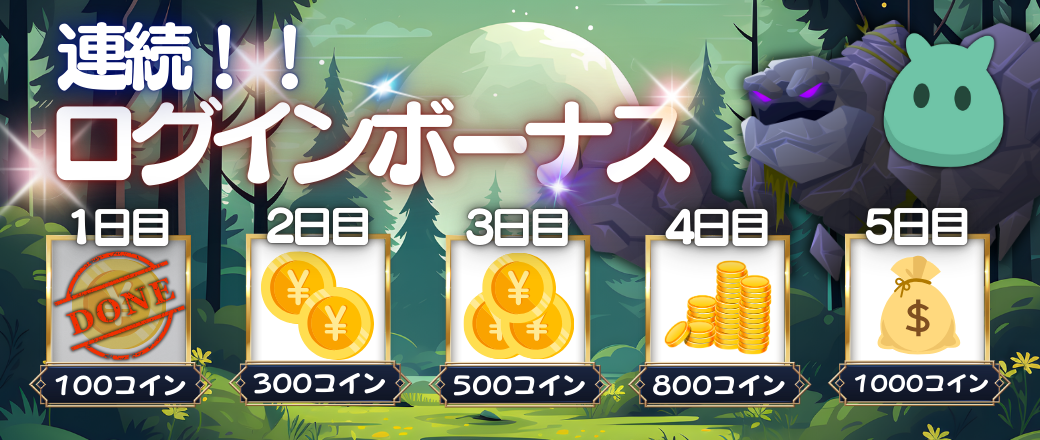 連続！！
ログインボーナス
1日目
2日目
3日目
4日目
5日目
DONE
¥
¥
¥
¥
¥
$
100コイン
300コイン
500コイン
800コイン
1000コイン